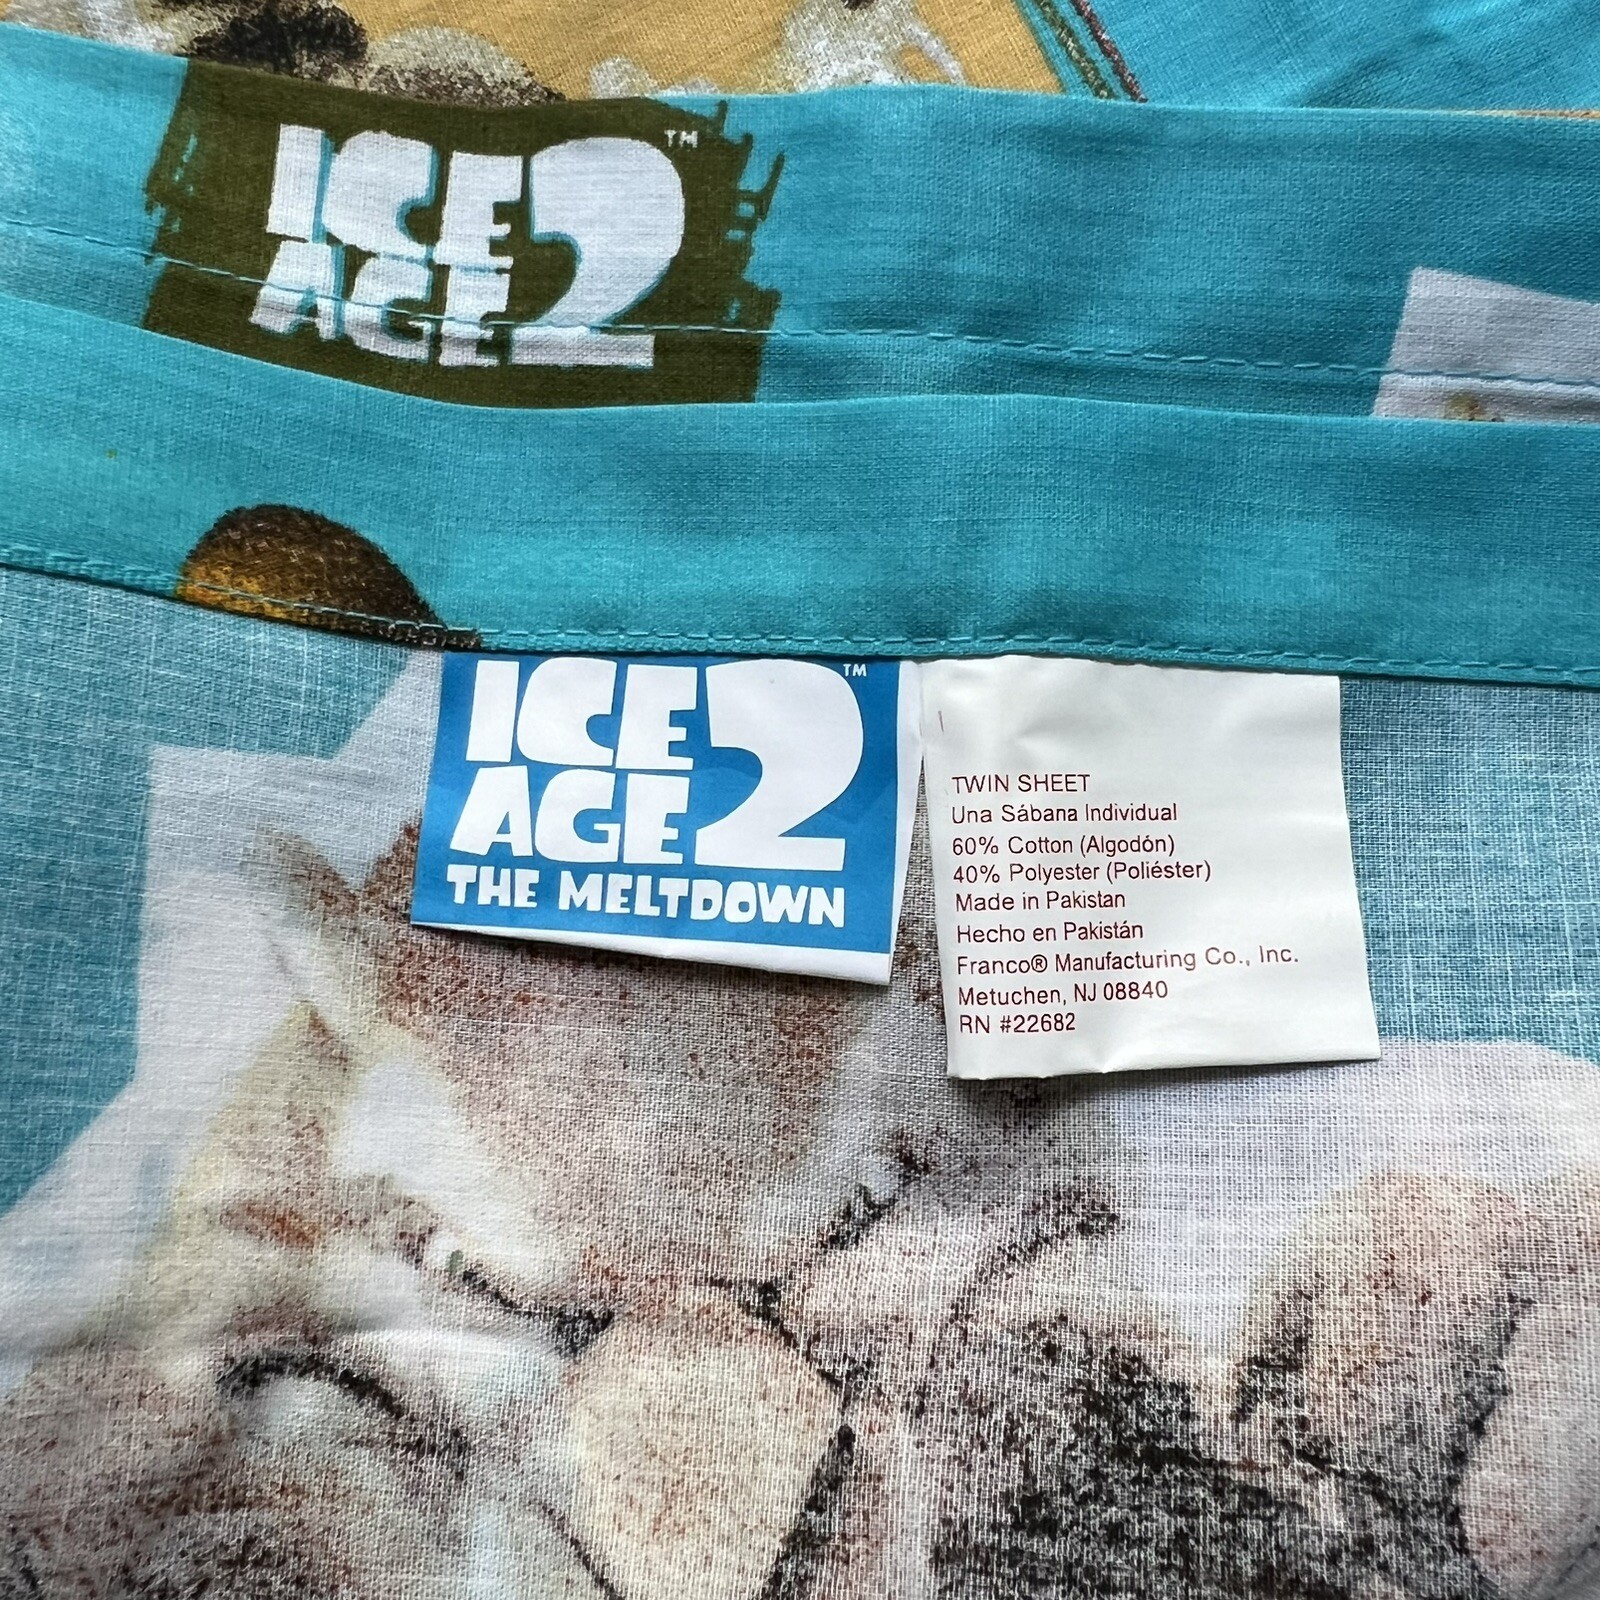 ICE
AGE 2 ™
ICE
AGE 2 ™
THE MELTDOWN
TWIN SHEET
Una Sábana Individual
60% Cotton (Algodón)
40% Polyester (Poliéster)
Made in Pakistan
Hecho en Pakistán
Franco® Manufacturing Co., Inc.
Metuchen, NJ 08840
RN #22682